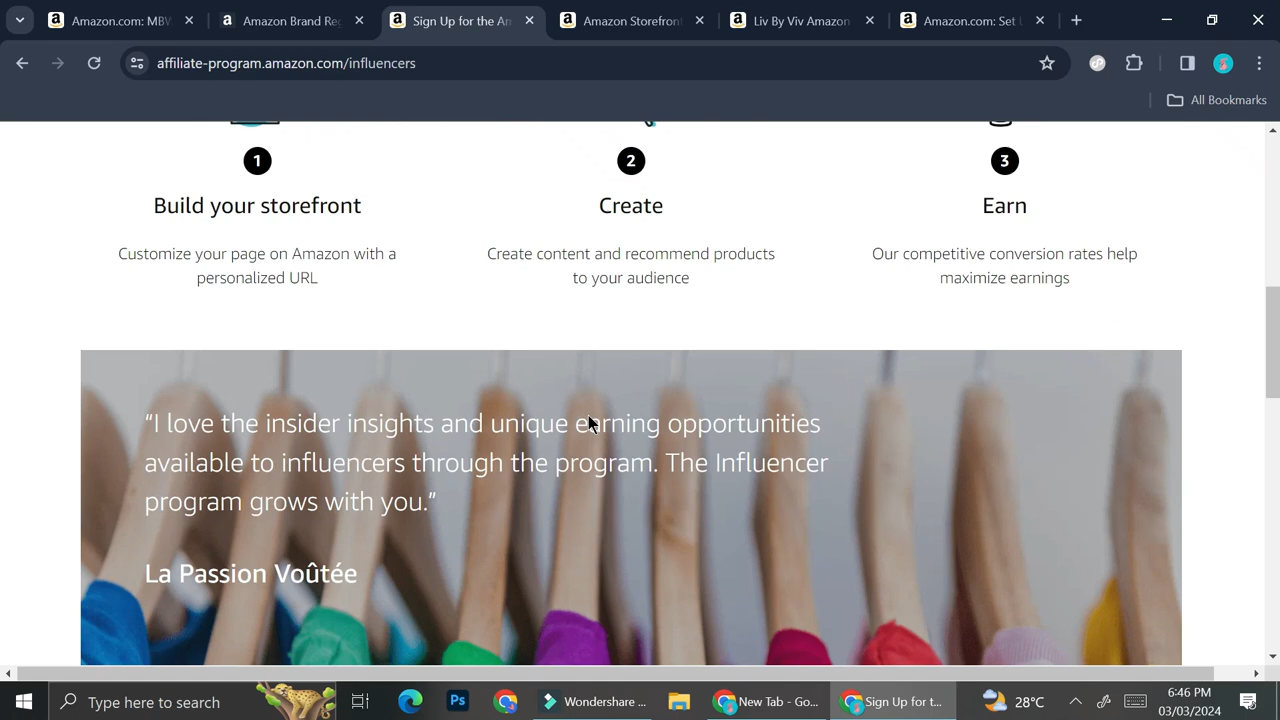 Amazon.com: MBW
Amazon Brand Reg
Sign Up for the Am
Amazon Storefront
Liv By Viv Amazon
Amazon.com: Set U
affiliate-program.amazon.com/influencers
All Bookmarks
1
2
3
Build your storefront
Create
Earn
Customize your page on Amazon with a
personalized URL
Create content and recommend products
to your audience
Our competitive conversion rates help
maximize earnings
“I love the insider insights and unique earning opportunities
available to influencers through the program. The Influencer
program grows with you.”
La Passion Voûtée
Type here to search
Ps
Wondershare ...
New Tab - Go...
Sign Up for t...
28°C
6:46 PM
03/03/2024